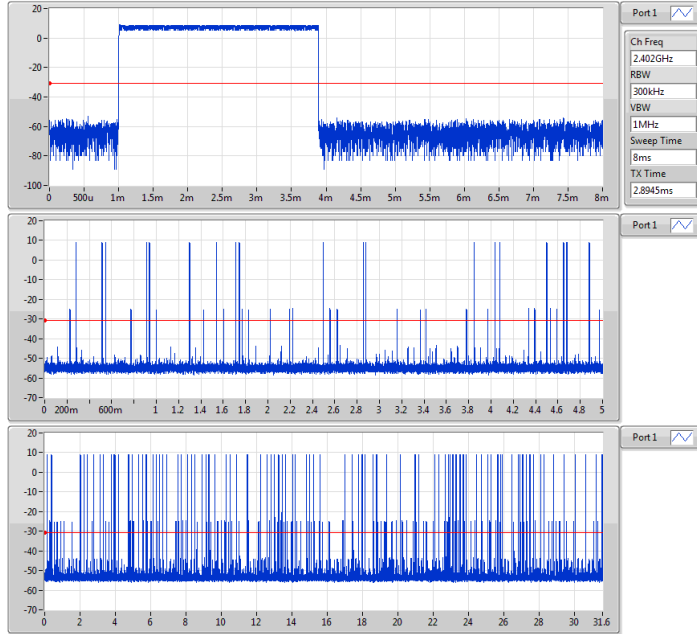 20
0
-20
-40
-60
-80
-100
0 500u 1m 1.5m 2m 2.5m 3m 3.5m 4m 4.5m 5m 5.5m 6m 6.5m 7m 7.5m 8m
Port 1
Ch Freq
2.402GHz
RBW
300kHz
VBW
1MHz
Sweep Time
8ms
TX Time
2.8945ms
20
10
0
-10
-20
-30
-40
-50
-60
-70
0 200m 600m 1 1.2 1.4 1.6 1.8 2 2.2 2.4 2.6 2.8 3 3.2 3.4 3.6 3.8 4 4.2 4.4 4.6 4.8 5
Port 1
20
10
0
-10
-20
-30
-40
-50
-60
-70
0 2 4 6 8 10 12 14 16 18 20 22 24 26 28 30 31.6
Port 1